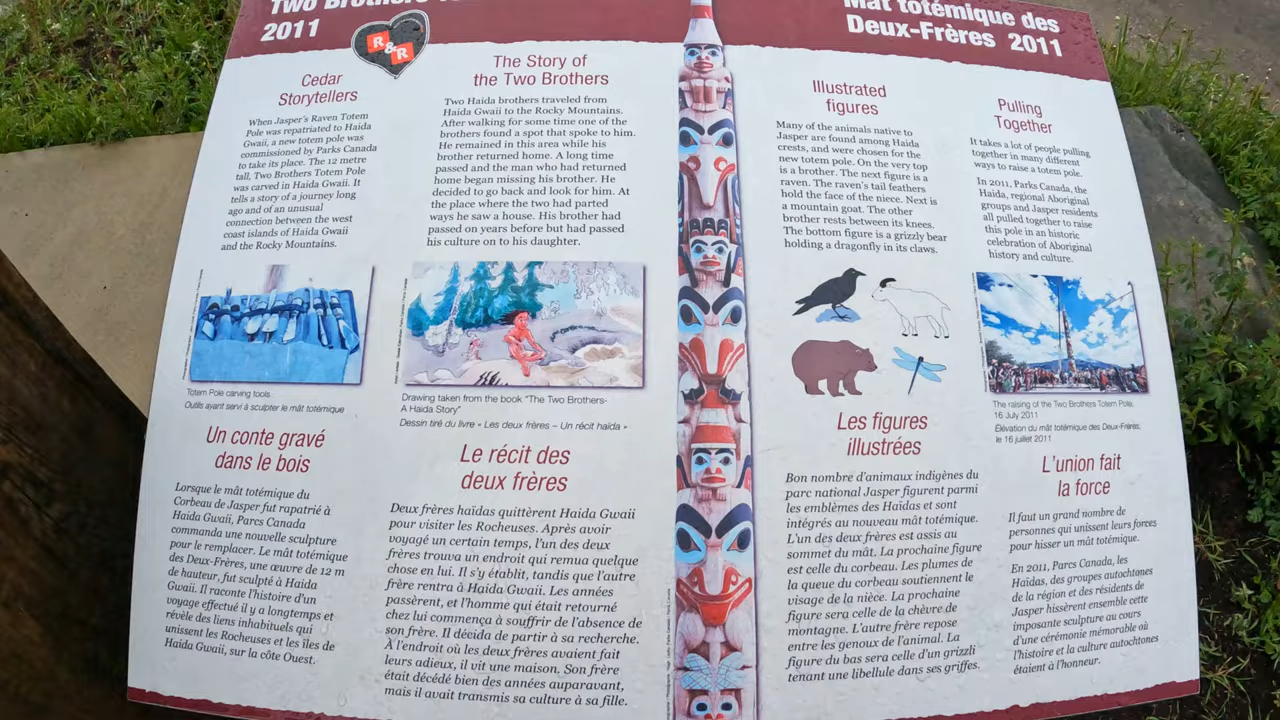 Two Brothers
2011
R&R
Mât totémique des
Deux-Frères 2011
Cedar
Storytellers
When Jasper's Raven Totem
Pole was repatriated to Haida
Gwaii, a new totem pole was
commissioned by Parks Canada
to take its place. The 12 metre
tall, Two Brothers Totem Pole
was carved in Haida Gwaii. It
tells a story of a journey long
ago and of an unusual
connection between the west
coast islands of Haida Gwaii
and the Rocky Mountains.
Totem Pole carving tools
Outils ayant servi à sculpter le mât totémique
Un conte gravé
dans le bois
Lorsque le mât totémique du
Corbeau de Jasper fut rapatrié à
Haida Gwaii, Parcs Canada
commanda une nouvelle sculpture
pour le remplacer. Le mât totémique
des Deux-Frères, une œuvre de 12 m
de hauteur, fut sculpté à Haida
Gwaii. Il raconte l'histoire d'un
voyage effectué il y a longtemps et
révèle des liens inhabituels qui
unissent les Rocheuses et les îles de
Haida Gwaii, sur la côte Ouest.
The Story of
the Two Brothers
Two Haida brothers traveled from
Haida Gwaii to the Rocky Mountains.
After walking for some time one of the
brothers found a spot that spoke to him.
He remained in this area while his
brother returned home. A long time
passed and the man who had returned
home began missing his brother. He
decided to go back and look for him. At
the place where the two had parted
ways he saw a house. His brother had
passed on years before but had passed
his culture on to his daughter.
Drawing taken from the book "The Two Brothers-
A Haida Story"
Dessin tiré du livre « Les deux frères – Un récit haïda »
Le récit des
deux frères
Deux frères haïdas quittèrent Haida Gwaii
pour visiter les Rocheuses. Après avoir
voyagé un certain temps, l'un des deux
frères trouva un endroit qui remua quelque
chose en lui. Il s'y établit, tandis que l'autre
frère rentra à Haida Gwaii. Les années
passèrent, et l'homme qui était retourné
chez lui commença à souffrir de l'absence de
son frère. Il décida de partir à sa recherche.
À l'endroit où les deux frères avaient fait
leurs adieux, il vit une maison. Son frère
était décédé bien des années auparavant,
mais il avait transmis sa culture à sa fille.
Illustrated
figures
Many of the animals native to
Jasper are found among Haida
crests, and were chosen for the
new totem pole. On the very top
is a brother. The next figure is a
raven. The raven's tail feathers
hold the face of the niece. Next is
a mountain goat. The other
brother rests between its knees.
The bottom figure is a grizzly bear
holding a dragonfly in its claws.
Les figures
illustrées
Bon nombre d'animaux indigènes du
parc national Jasper figurent parmi
les emblèmes des Haïdas et sont
intégrés au nouveau mât totémique.
L'un des deux frères est assis au
sommet du mât. La prochaine figure
est celle du corbeau. Les plumes de
la queue du corbeau soutiennent le
visage de la nièce. La prochaine
figure sera celle de la chèvre de
montagne. L'autre frère repose
entre les genoux de l'animal. La
figure du bas sera celle d'un grizzli
tenant une libellule dans ses griffes.
Pulling
Together
It takes a lot of people pulling
together in many different
ways to raise a totem pole.
In 2011, Parks Canada, the
Haida, regional Aboriginal
groups and Jasper residents
all pulled together to raise
this pole in an historic
celebration of Aboriginal
history and culture.
The raising of the Two Brothers Totem Pole,
16 July 2011
Élévation du mât totémique des Deux-Frères,
le 16 juillet 2011
L'union fait
la force
Il faut un grand nombre de
personnes qui unissent leurs forces
pour hisser un mât totémique.
En 2011, Parcs Canada, les
Haïdas, des groupes autochtones
de la région et des résidents de
Jasper hissèrent ensemble cette
imposante sculpture au cours
d'une cérémonie mémorable où
l'histoire et la culture autochtones
étaient à l'honneur.